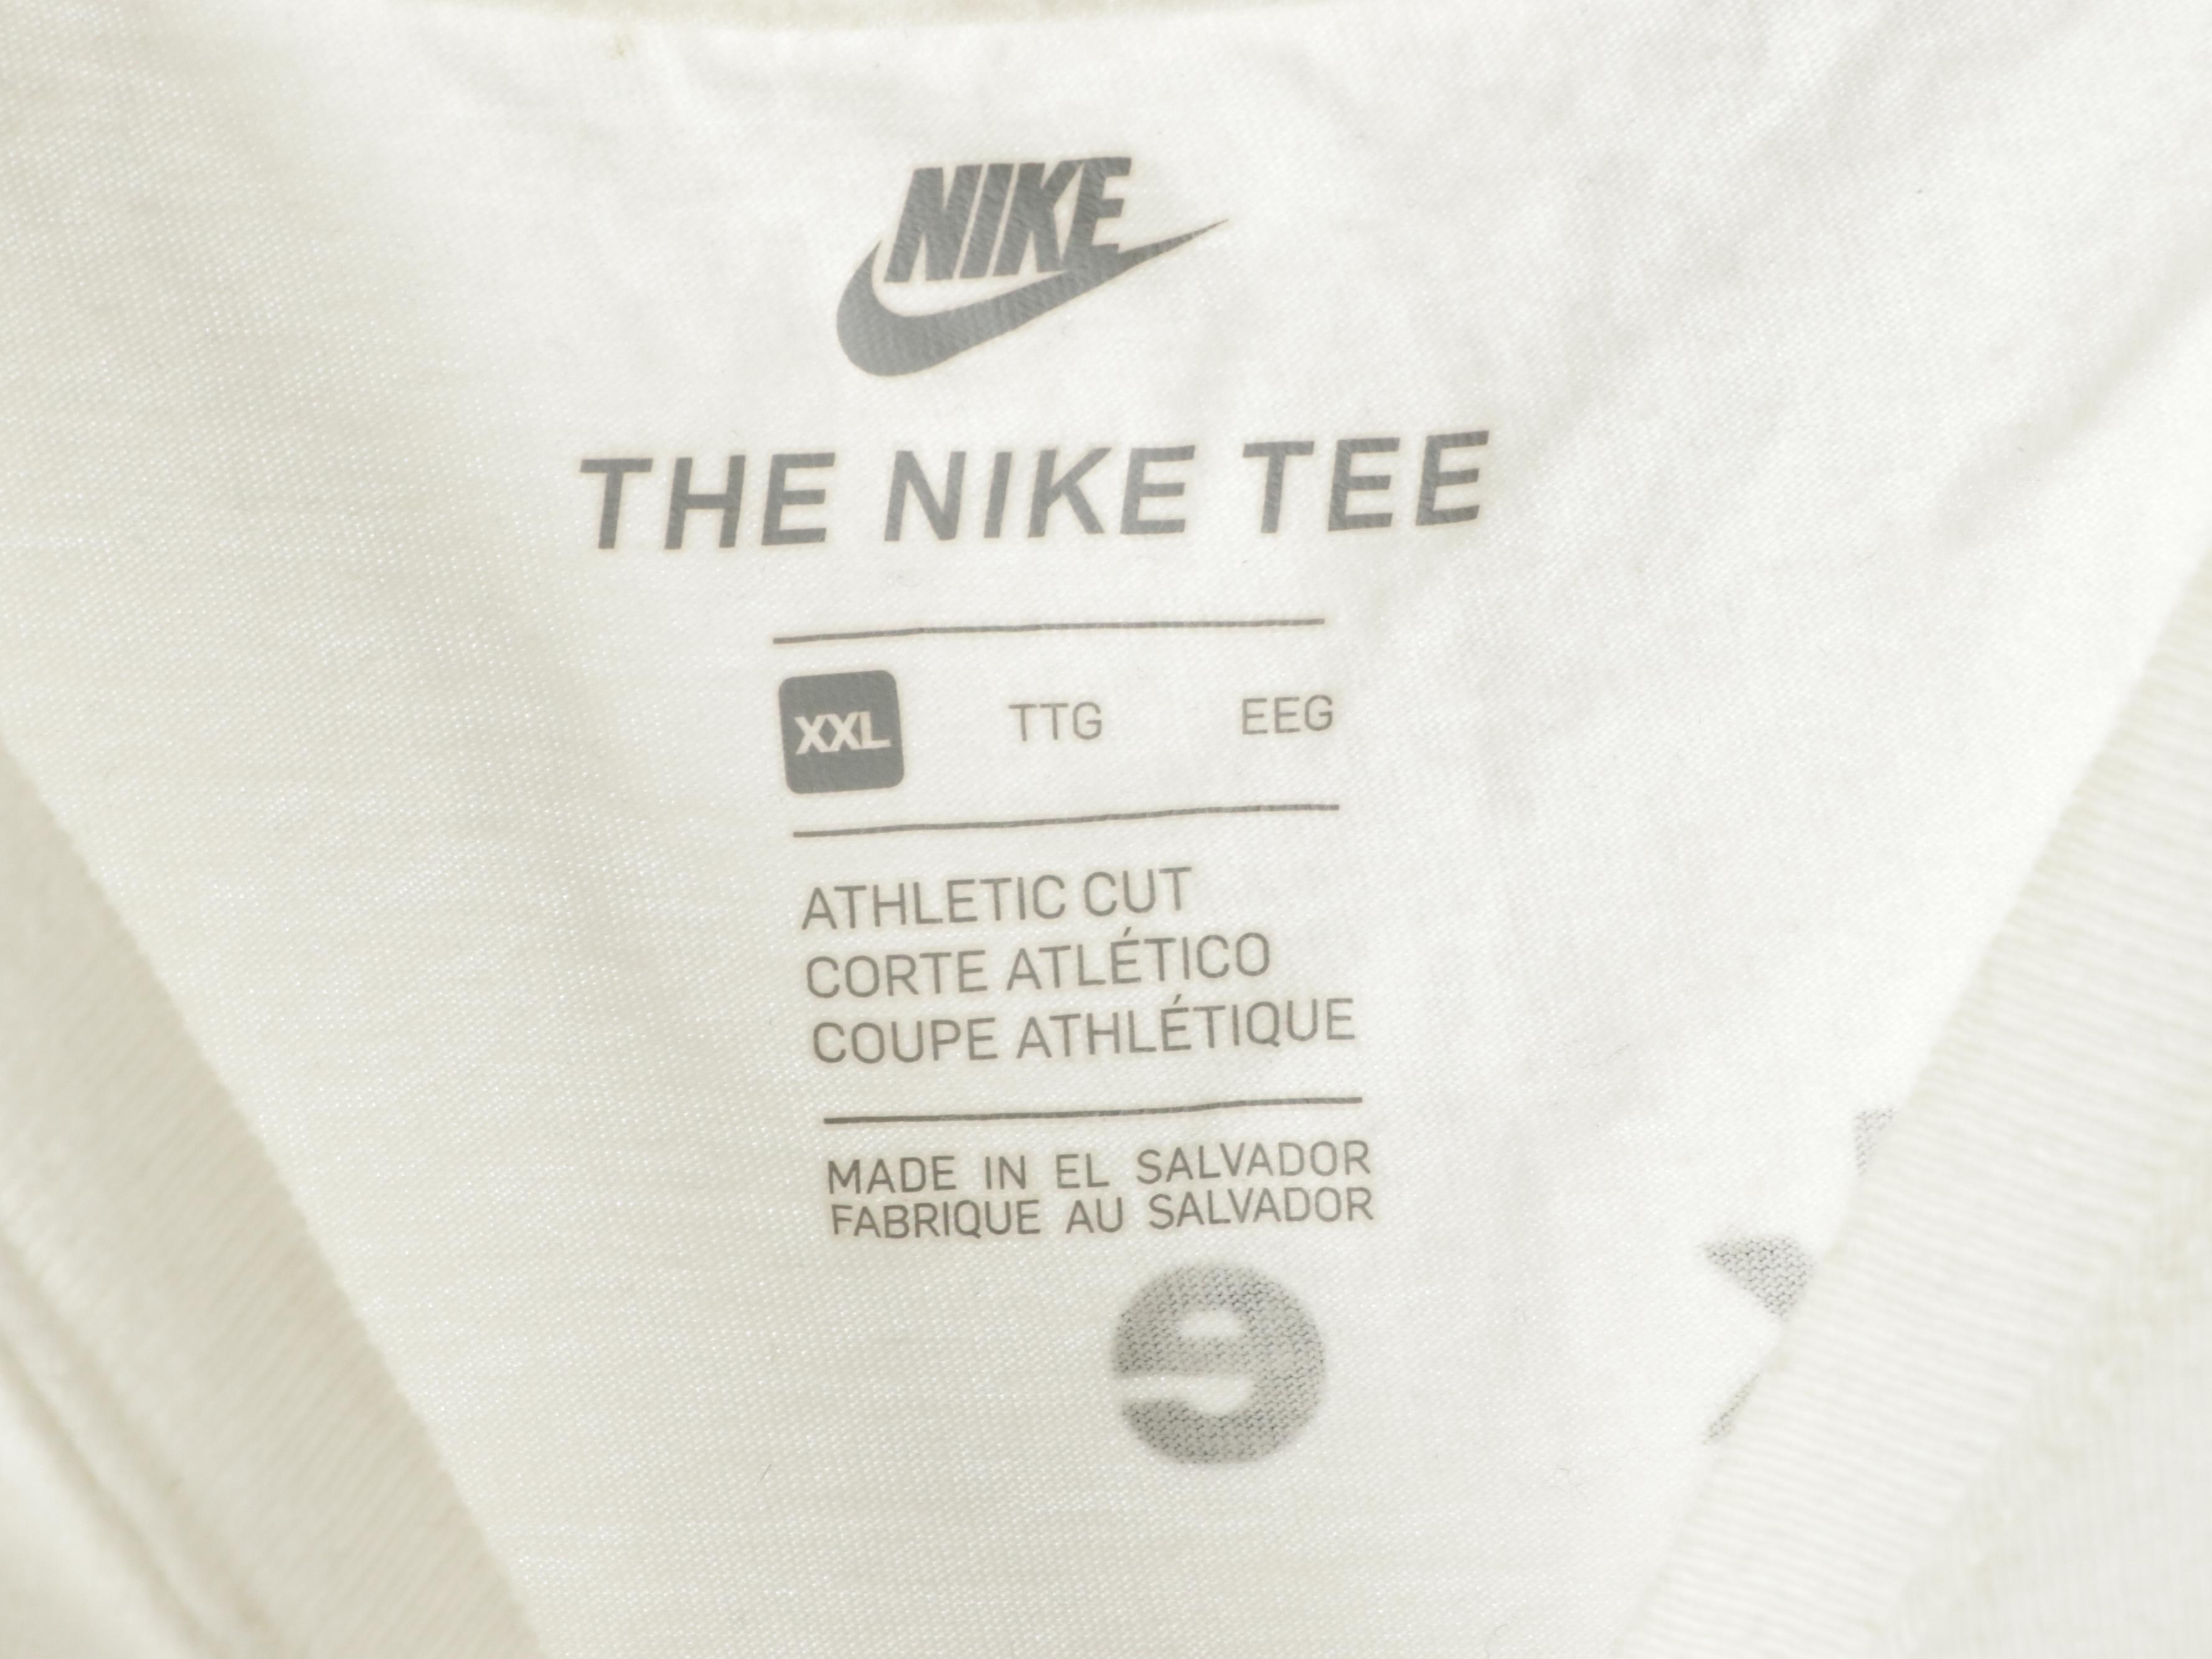 NIKE
THE NIKE TEE
XXL TTG EEG
ATHLETIC CUT
CORTE ATLÉTICO
COUPE ATHLÉTIQUE
MADE IN EL SALVADOR
FABRIQUE AU SALVADOR